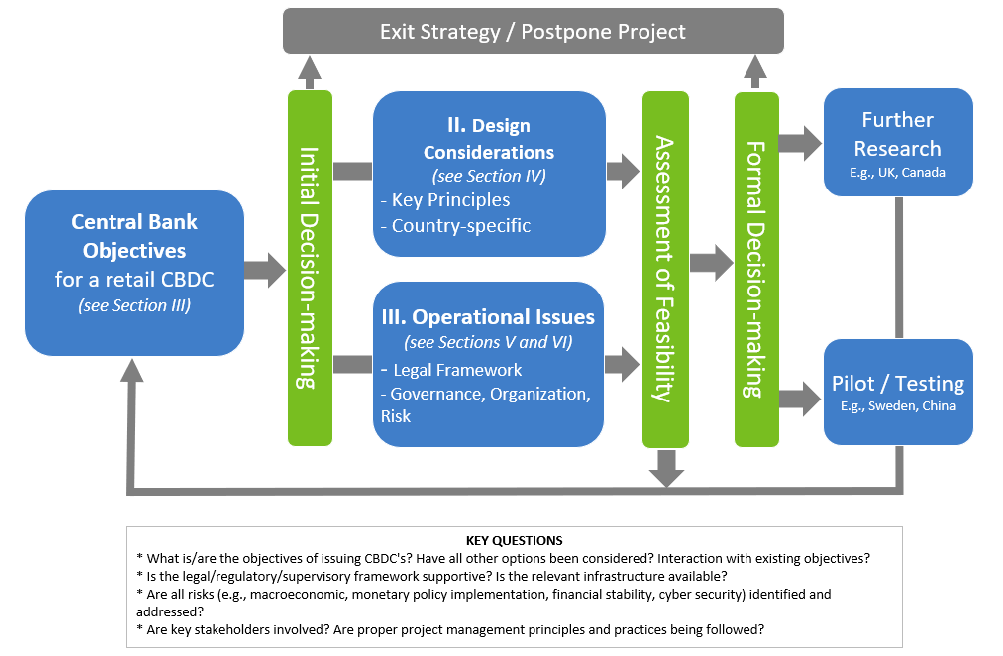 Exit Strategy / Postpone Project
Central Bank
Objectives
for a retail CBDC
(see Section III)
Initial Decision-making
II. Design
Considerations
(see Section IV)
- Key Principles
- Country-specific
III. Operational Issues
(see Sections V and VI)
- Legal Framework
- Governance, Organization,
Risk
Assessment of Feasibility
Formal Decision-making
Further
Research
E.g., UK, Canada
Pilot / Testing
E.g., Sweden, China
KEY QUESTIONS
* What is/are the objectives of issuing CBDC's? Have all other options been considered? Interaction with existing objectives?
* Is the legal/regulatory/supervisory framework supportive? Is the relevant infrastructure available?
* Are all risks (e.g., macroeconomic, monetary policy implementation, financial stability, cyber security) identified and
addressed?
* Are key stakeholders involved? Are proper project management principles and practices being followed?